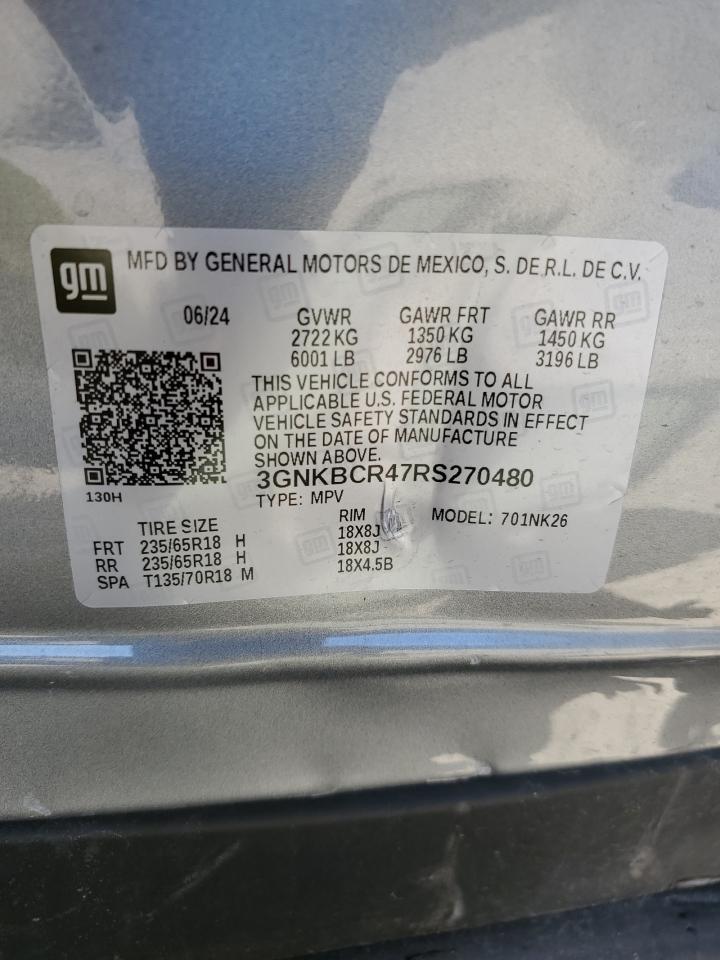 gm MFD BY GENERAL MOTORS DE MEXICO, S. DE R.L. DE C.V.
06/24 GVWR GAWR FRT GAWR RR
2722 KG 1350 KG 1450 KG
6001 LB 2976 LB 3196 LB
THIS VEHICLE CONFORMS TO ALL
APPLICABLE U.S. FEDERAL MOTOR
VEHICLE SAFETY STANDARDS IN EFFECT
ON THE DATE OF MANUFACTURE
SHOWN ABOVE.
3GNKBCR47RS270480
130H TYPE: MPV
TIRE SIZE RIM MODEL: 701NK26
FRT 235/65R18 H 18X8J
RR 235/65R18 H 18X8J
SPA T135/70R18 M 18X4.5B